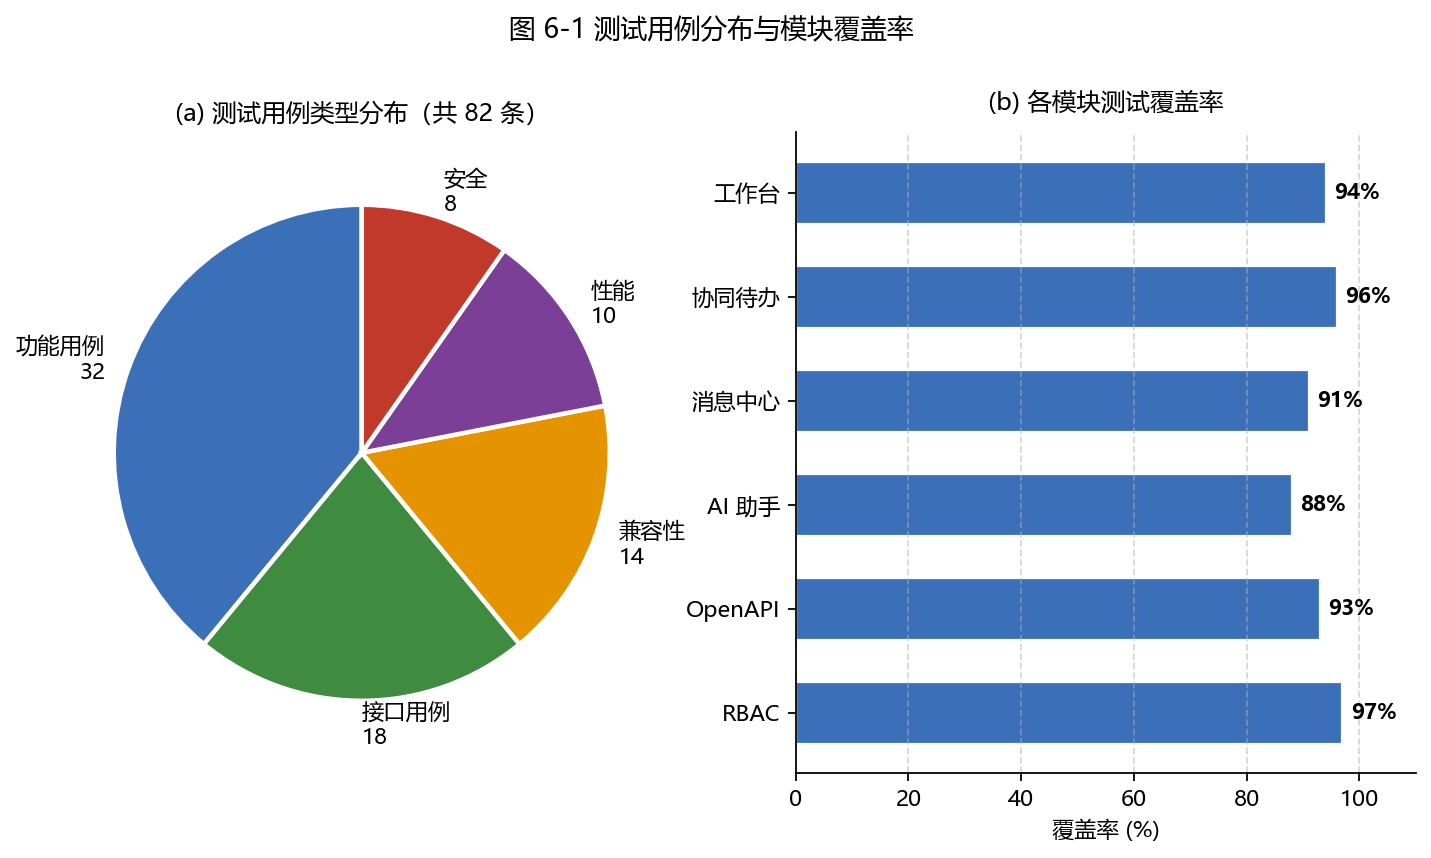 图 6-1 测试用例分布与模块覆盖率
(a) 测试用例类型分布（共 82 条）
安全
8
性能
10
功能用例
32
兼容性
14
接口用例
18
(b) 各模块测试覆盖率
工作台
94%
协同待办
96%
消息中心
91%
AI 助手
88%
OpenAPI
93%
RBAC
97%
0 20 40 60 80 100
覆盖率 (%)